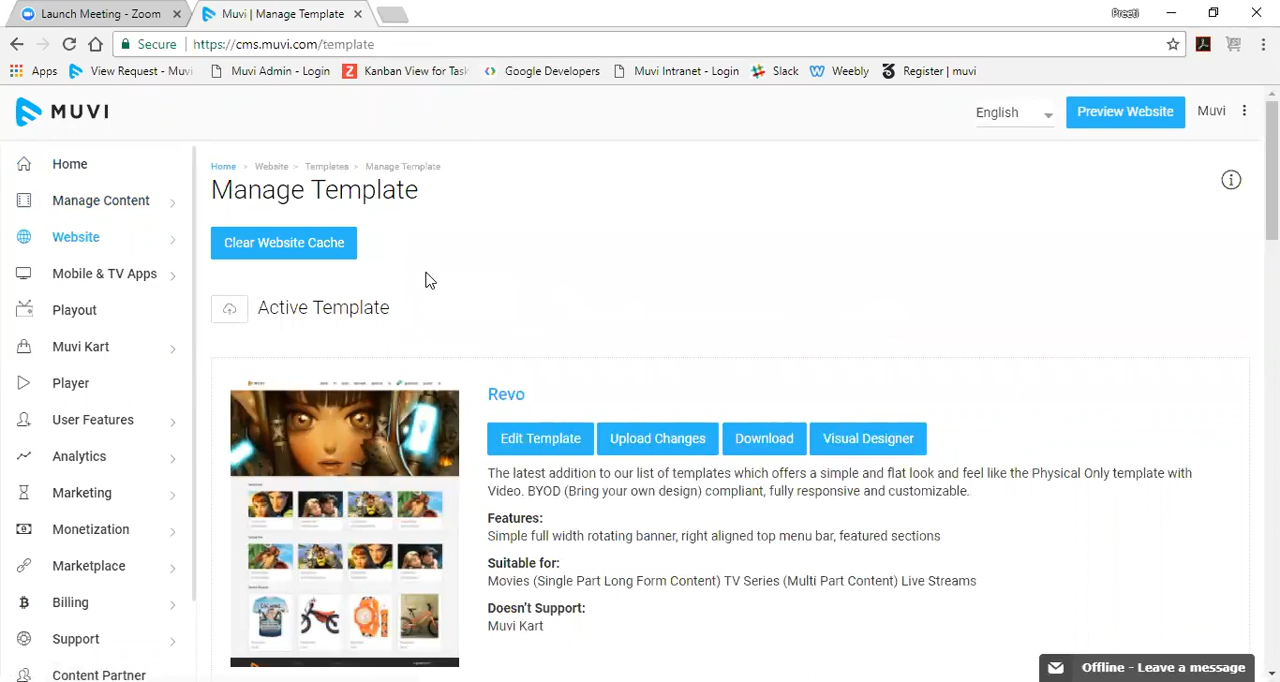 Launch Meeting - Zoom
Muvi | Manage Template
Preeti
Secure
https://cms.muvi.com/template
Apps
View Request - Muvi
Muvi Admin - Login
Kanban View for Task
Google Developers
Muvi Intranet - Login
Slack
Weebly
Register | muvi
MUVI
English
Preview Website
Muvi
Home
Manage Content
Website
Mobile & TV Apps
Playout
Muvi Kart
Player
User Features
Analytics
Marketing
Monetization
Marketplace
Billing
Support
Content Partner
Home > Website > Templates > Manage Template
Manage Template
Clear Website Cache
Active Template
Revo
Edit Template
Upload Changes
Download
Visual Designer
The latest addition to our list of templates which offers a simple and flat look and feel like the Physical Only template with
Video. BYOD (Bring your own design) compliant, fully responsive and customizable.
Features:
Simple full width rotating banner, right aligned top menu bar, featured sections
Suitable for:
Movies (Single Part Long Form Content) TV Series (Multi Part Content) Live Streams
Doesn't Support:
Muvi Kart
Offline - Leave a message